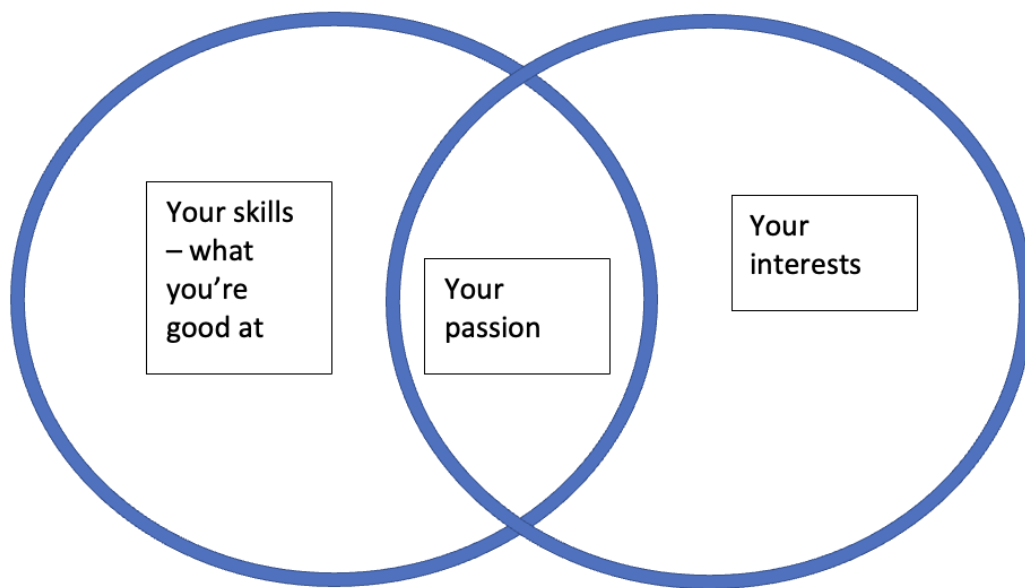 Your skills
– what
you’re
good at
Your
passion
Your
interests